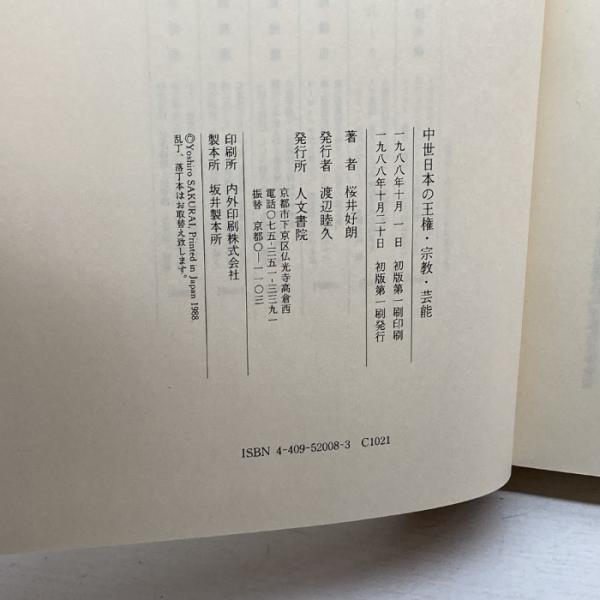 中世日本の王権・宗教・芸能
一九八八年十月 一 日 初版第一刷印刷
一九八八年十月二十日 初版第一刷発行
著 者 桜井好朗
発行者 渡辺睦久
発行所 人文書院
京都市下京区仏光寺高倉西
電話〇七五-三五一-三三九一
振替 京都〇-一一〇三
印刷所 内外印刷株式会社
製本所 坂井製本所
©Yoshiro SAKURAI, Printed in Japan 1988.
乱丁、落丁本はお取替え致します。
ISBN 4-409-52008-3 C1021